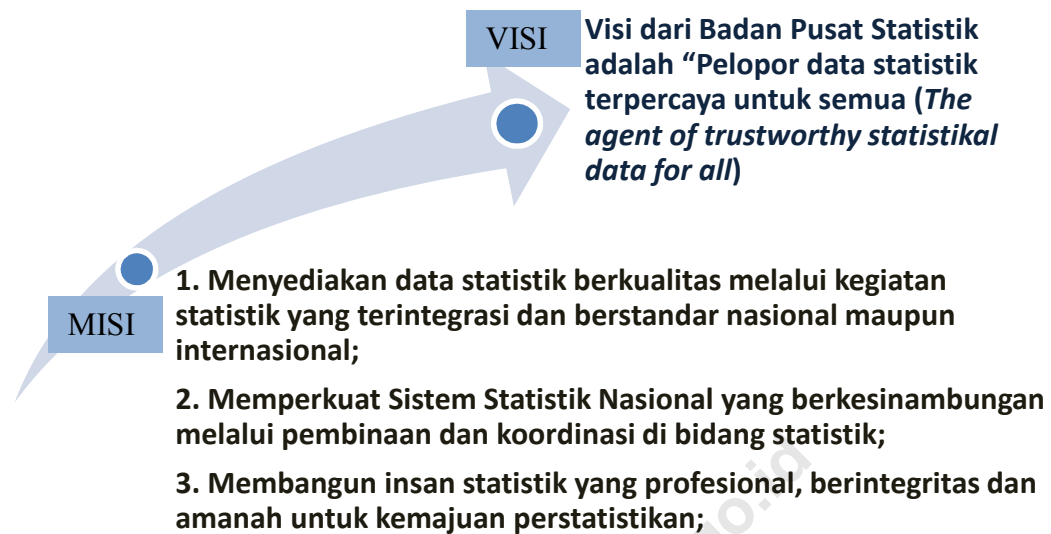 VISI
Visi dari Badan Pusat Statistik
adalah “Pelopor data statistik
terpercaya untuk semua (The
agent of trustworthy statistikal
data for all)
MISI
1. Menyediakan data statistik berkualitas melalui kegiatan
statistik yang terintegrasi dan berstandar nasional maupun
internasional;
2. Memperkuat Sistem Statistik Nasional yang berkesinambungan
melalui pembinaan dan koordinasi di bidang statistik;
3. Membangun insan statistik yang profesional, berintegritas dan
amanah untuk kemajuan perstatistikan;